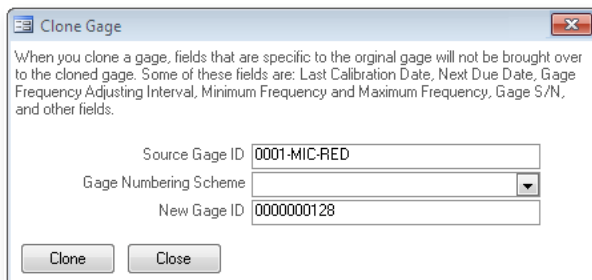 Clone Gage
When you clone a gage, fields that are specific to the orginal gage will not be brought over
to the cloned gage. Some of these fields are: Last Calibration Date, Next Due Date, Gage
Frequency Adjusting Interval, Minimum Frequency and Maximum Frequency, Gage S/N,
and other fields.
Source Gage ID 0001-MIC-RED
Gage Numbering Scheme
New Gage ID 0000000128
Clone Close